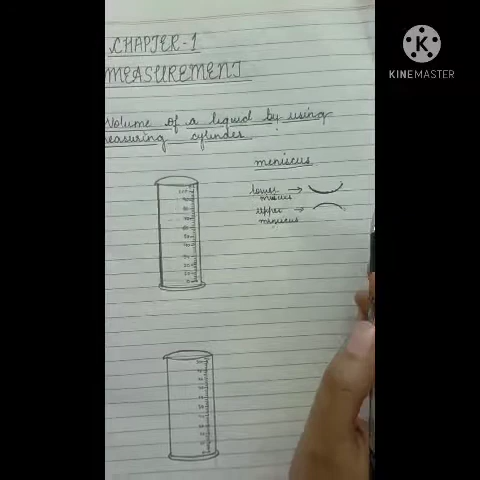 CHAPTER-1
MEASUREMENT
Volume of a liquid by using
measuring cylinder
meniscus
lower →
meniscus
upper →
meniscus
K
KINEMASTER